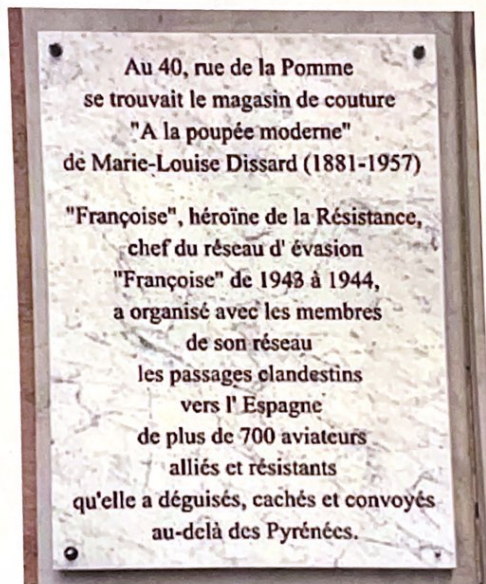 Au 40, rue de la Pomme
se trouvait le magasin de couture
"A la poupée moderne"
de Marie-Louise Dissard (1881-1957)
"Françoise", héroïne de la Résistance,
chef du réseau d' évasion
"Françoise" de 1943 à 1944,
a organisé avec les membres
de son réseau
les passages clandestins
vers l' Espagne
de plus de 700 aviateurs
alliés et résistants
qu'elle a déguisés, cachés et convoyés
au-delà des Pyrénées.